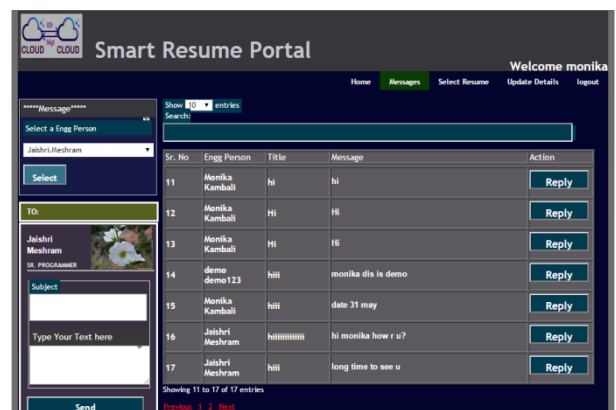 ID
Mgt
CLOUD CLOUD
Smart Resume Portal
Welcome monika
Home Messages Select Resume Update Details logout
*****Message*****
Select a Engg Person
Jaishri.Meshram
Select
TO:
Jaishri
Meshram
SR. PROGRAMMER
Subject
Type Your Text here
Send
Show 10 entries
Search:
Sr. No Engg Person Title Message Action
11 Monika Kambali hi hi Reply
12 Monika Kambali Hi Hi Reply
13 Monika Kambali Hi Hi Reply
14 demo demo123 hiii monika dis is demo Reply
15 Monika Kambali hiii date 31 may Reply
16 Jaishri Meshram hiiiiiiiiiiiii hi monika how r u? Reply
17 Jaishri Meshram hiii long time to see u Reply
Showing 11 to 17 of 17 entries
Previous 1 2 Next